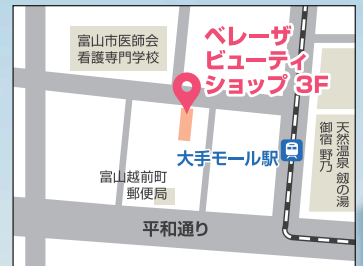 富山市医師会
看護専門学校
ベレーザ
ビューティ
ショップ 3F
大手モール駅
天然温泉 劔の湯
御宿 野乃
富山越前町
郵便局
平和通り